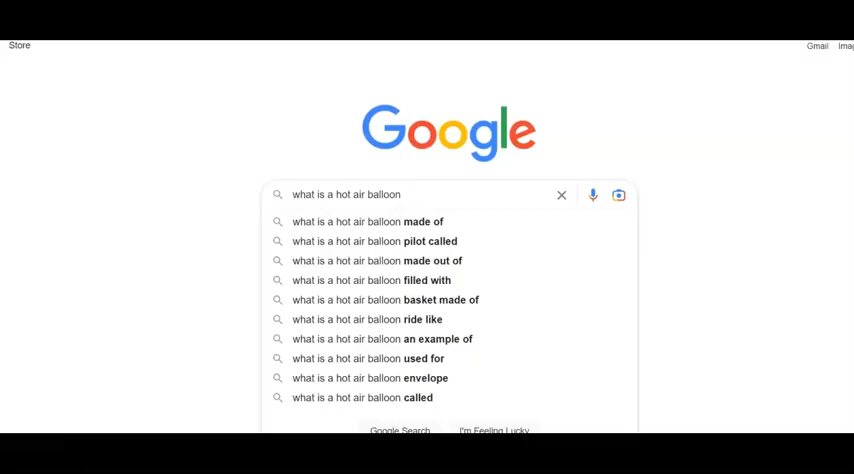 Store
Gmail
Google
what is a hot air balloon
what is a hot air balloon made of
what is a hot air balloon pilot called
what is a hot air balloon made out of
what is a hot air balloon filled with
what is a hot air balloon basket made of
what is a hot air balloon ride like
what is a hot air balloon an example of
what is a hot air balloon used for
what is a hot air balloon envelope
what is a hot air balloon called
Google Search I'm Feeling Lucky